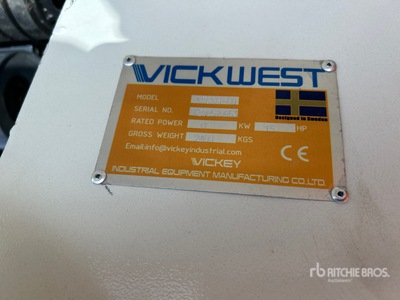 VICKWEST
MODEL
SERIAL NO.
Designed in Sweden
RATED POWER KW HP
GROSS WEIGHT KGS
Email:info@vickeyindustrial.com
CE
VICKEY
INDUSTRIAL EQUIPMENT MANUFACTURING CO.,LTD.
rb RITCHIE BROS.